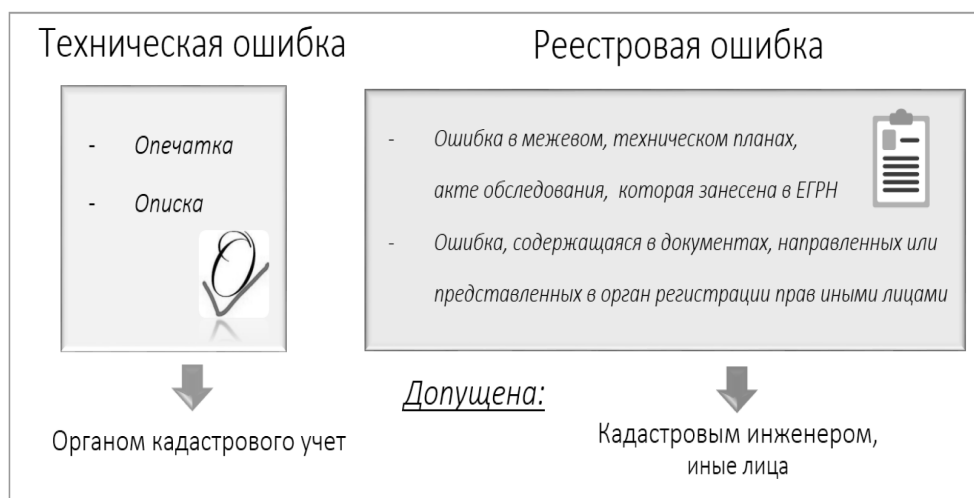 Техническая ошибка
- Опечатка
- Описка
Реестровая ошибка
- Ошибка в межевом, техническом планах,
акте обследования, которая занесена в ЕГРН
- Ошибка, содержащаяся в документах, направленных или
представленных в орган регистрации прав иными лицами
Допущена:
Органом кадастрового учет
Кадастровым инженером,
иные лица